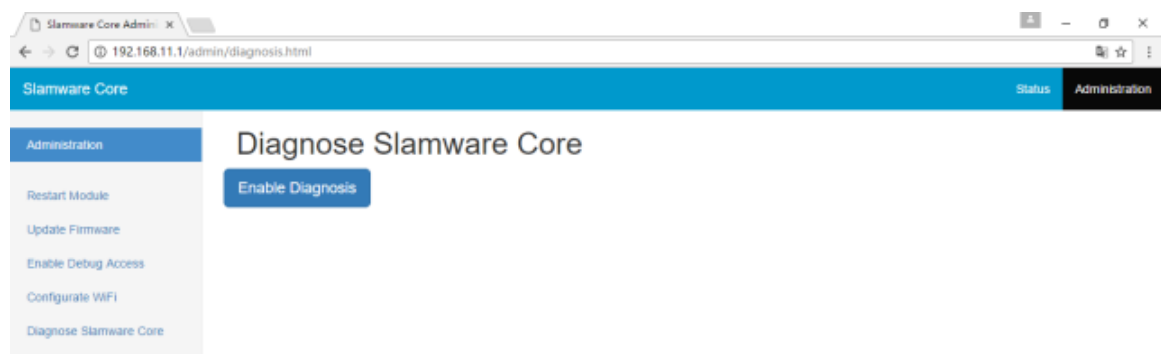 Slamware Core Admini
192.168.11.1/admin/diagnosis.html
Slamware Core
Status
Administration
Administration
Diagnose Slamware Core
Enable Diagnosis
Restart Module
Update Firmware
Enable Debug Access
Configurate WiFi
Diagnose Slamware Core